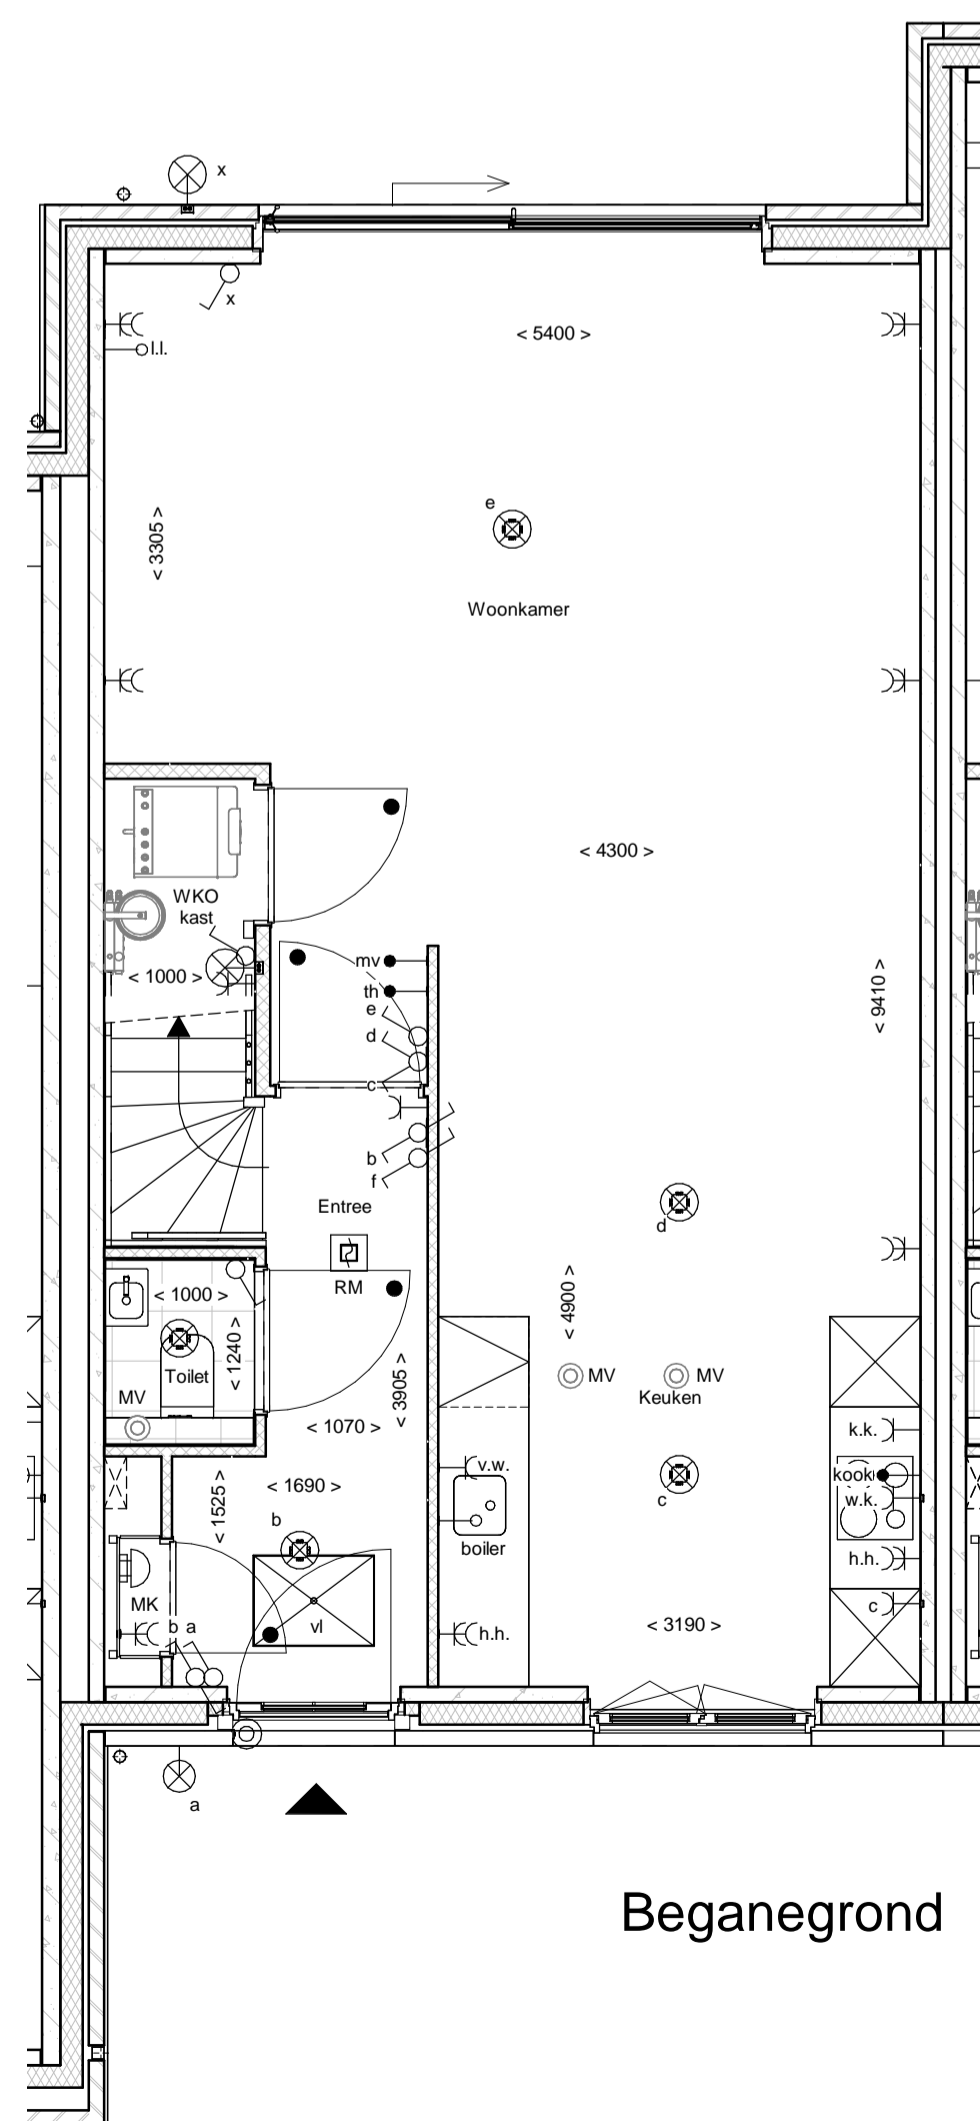 x
x
< 5400 >
l.l.
< 3305 >
e
Woonkamer
< 4300 >
WKO
kast
< 1000 >
mv
th
e
d
c
< 9410 >
b
f
Entree
RM
d
< 1000 >
< 1240 >
Toilet
MV
< 4900 >
MV
MV
Keuken
< 3905 >
< 1070 >
k.k.
v.w.
kook
w.k.
c
< 1690 >
< 1525 >
b
boiler
h.h.
MK
c
b a
vl
h.h.
< 3190 >
a
Beganegrond